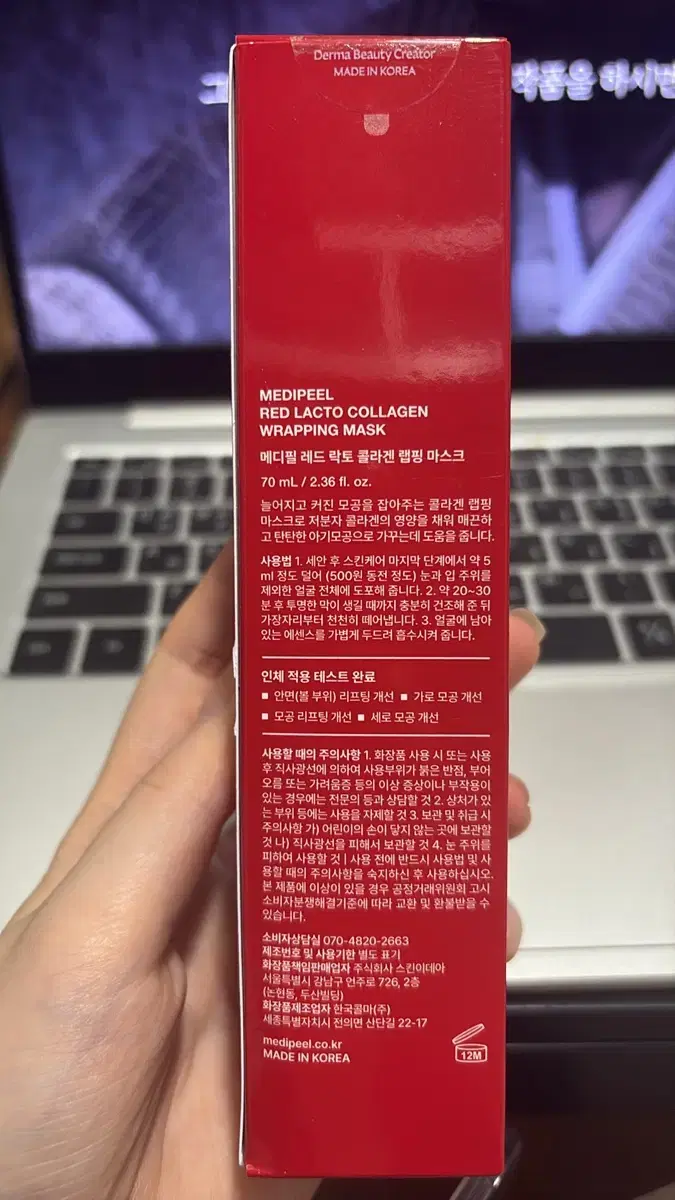 Derma Beauty Creator
MADE IN KOREA
작품을 하시면
MEDIPEEL
RED LACTO COLLAGEN
WRAPPING MASK
메디필 레드 락토 콜라겐 랩핑 마스크
70 mL / 2.36 fl. oz.
늘어지고 커진 모공을 잡아주는 콜라겐 랩핑
마스크로 저분자 콜라겐의 영양을 채워 매끈하
고 탄탄한 아기모공으로 가꾸는데 도움을 줍니다.
사용법 1. 세안 후 스킨케어 마지막 단계에서 약 5
ml 정도 덜어 (500원 동전 정도) 눈과 입 주위를
제외한 얼굴 전체에 도포해 줍니다. 2. 약 20~30
분 후 투명한 막이 생길 때까지 충분히 건조해 준 뒤
가장자리부터 천천히 떼어냅니다. 3. 얼굴에 남아
있는 에센스를 가볍게 두드려 흡수시켜 줍니다.
인체 적용 테스트 완료
■ 안면(볼 부위) 리프팅 개선 ■ 가로 모공 개선
■ 모공 리프팅 개선 ■ 세로 모공 개선
사용할 때의 주의사항 1. 화장품 사용 시 또는 사용
후 직사광선에 의하여 사용부위가 붉은 반점, 부어
오름 또는 가려움증 등의 이상 증상이나 부작용이
있는 경우에는 전문의 등과 상담할 것 2. 상처가 있
는 부위 등에는 사용을 자제할 것 3. 보관 및 취급 시
주의사항 가) 어린이의 손이 닿지 않는 곳에 보관할
것 나) 직사광선을 피해서 보관할 것 4. 눈 주위를
피하여 사용할 것 | 사용 전에 반드시 사용법 및 사
용할 때의 주의사항을 숙지하신 후 사용하십시오.
본 제품에 이상이 있을 경우 공정거래위원회 고시
소비자분쟁해결기준에 따라 교환 및 환불받을 수
있습니다.
소비자상담실 070-4820-2663
제조번호 및 사용기한 별도 표기
화장품책임판매업자 주식회사 스킨이데아
서울특별시 강남구 언주로 726, 2층
(논현동, 두산빌딩)
화장품제조업자 한국콜마(주)
세종특별자치시 전의면 산단길 22-17
medipeel.co.kr
MADE IN KOREA
12M